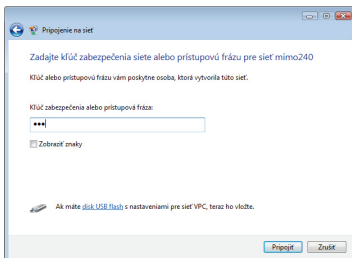 Pripojenie na sieť
Zadajte kľúč zabezpečenia siete alebo prístupovú frázu pre sieť mimo240
Kľúč alebo prístupovú frázu vám poskytne osoba, ktorá vytvorila túto sieť.
Kľúč zabezpečenia alebo prístupová fráza:
•••
Zobraziť znaky
Ak máte disk USB flash s nastaveniami pre sieť VPC, teraz ho vložte.
Pripojiť Zrušiť